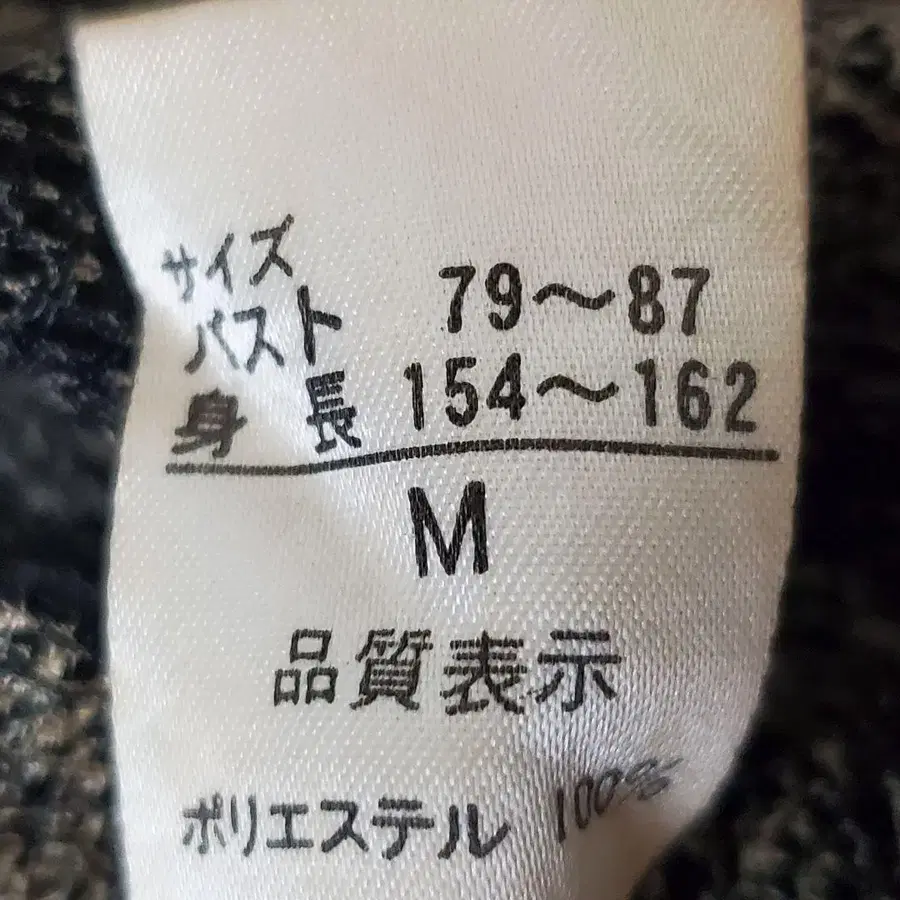 サイズ
バスト 79〜87
身長 154〜162
M
品質表示
ポリエステル 100%